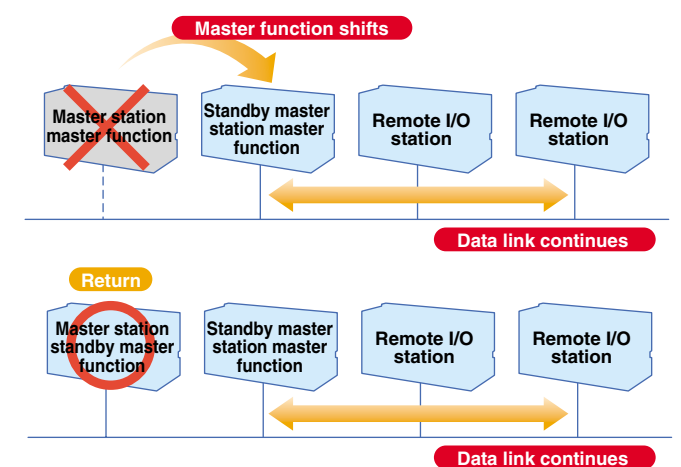 Master function shifts
Master station
master function
Standby master
station master
function
Remote I/O
station
Remote I/O
station
Data link continues
Return
Master station
standby master
function
Standby master
station master
function
Remote I/O
station
Remote I/O
station
Data link continues